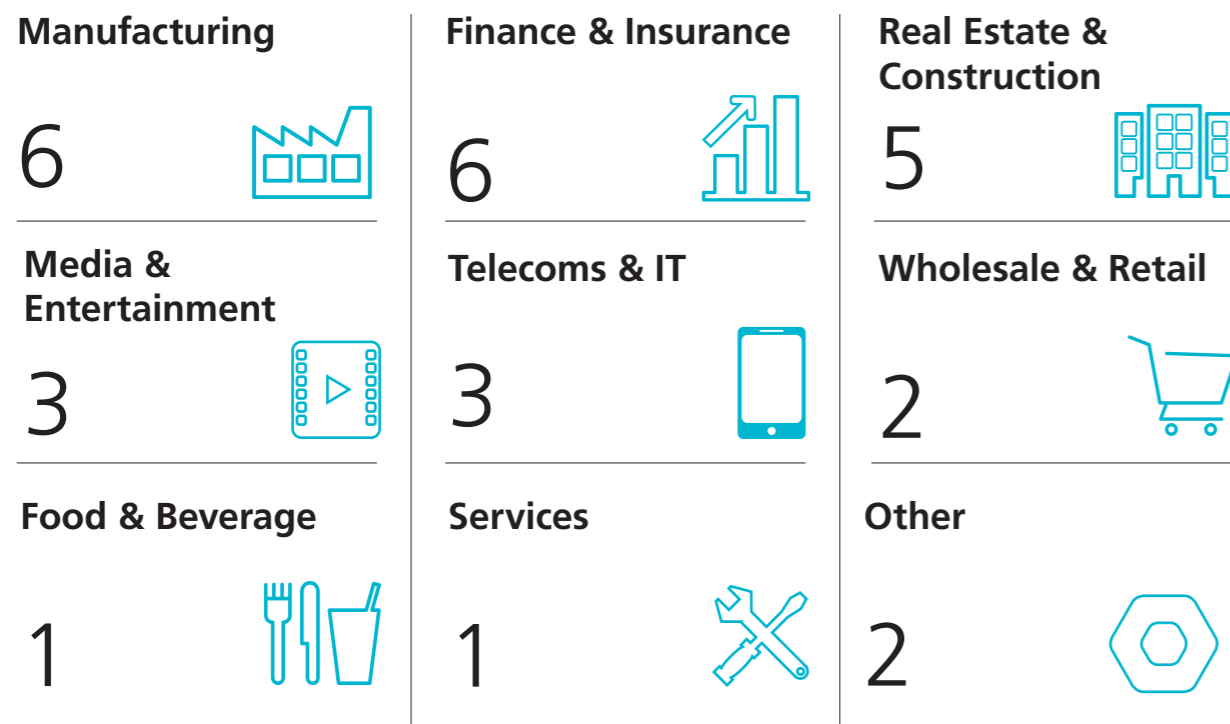 Manufacturing
6
Finance & Insurance
6
Real Estate &
Construction
5
Media &
Entertainment
3
Telecoms & IT
3
Wholesale & Retail
2
Food & Beverage
1
Services
1
Other
2